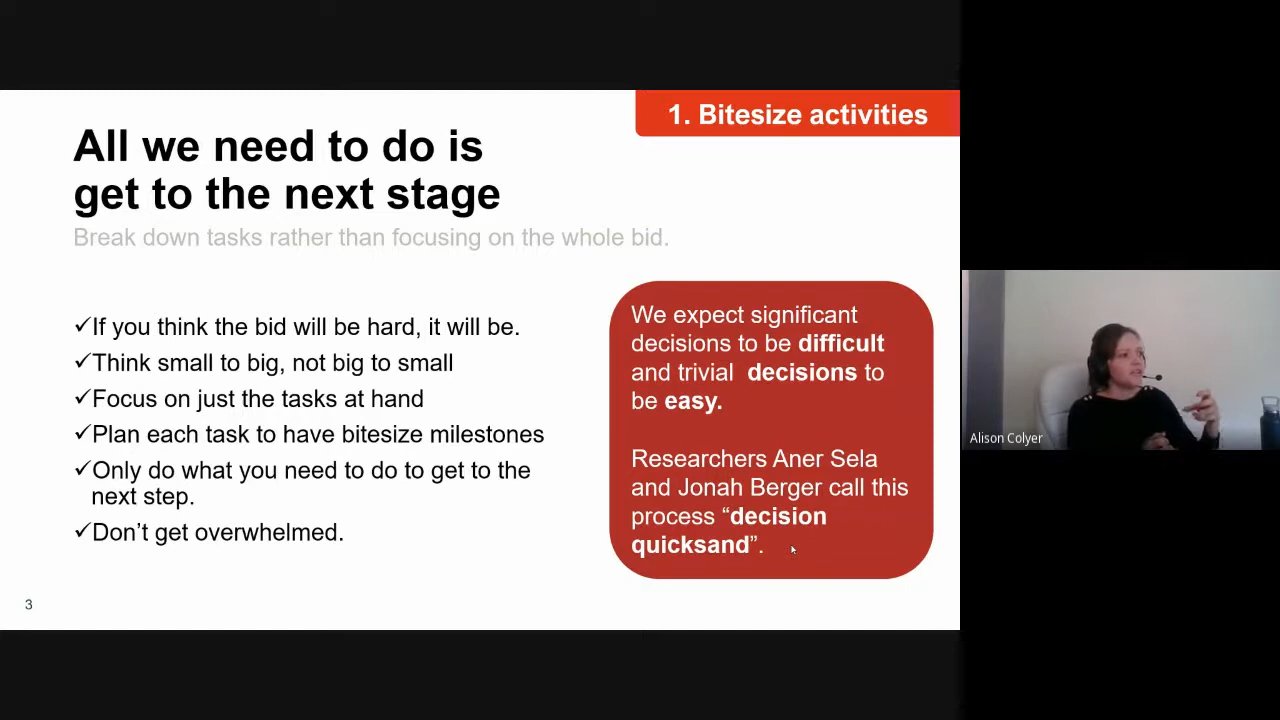 1. Bitesize activities
All we need to do is
get to the next stage
Break down tasks rather than focusing on the whole bid.
✓If you think the bid will be hard, it will be.
✓Think small to big, not big to small
✓Focus on just the tasks at hand
✓Plan each task to have bitesize milestones
✓Only do what you need to do to get to the
next step.
✓Don’t get overwhelmed.
We expect significant
decisions to be difficult
and trivial decisions to
be easy.
Researchers Aner Sela
and Jonah Berger call this
process “decision
quicksand”.
3
Alison Colyer